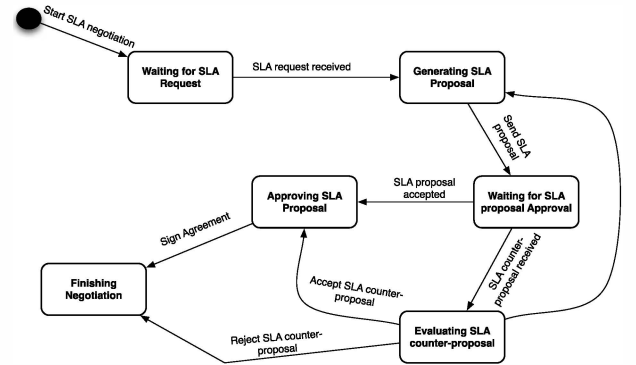 Start SLA negotiation
Waiting for SLA
Request
SLA request received
Generating SLA
Proposal
Send SLA
proposal
Approving SLA
Proposal
SLA proposal
accepted
Waiting for SLA
proposal Approval
Sign Agreement
SLA counter-
proposal received
Finishing
Negotiation
Accept SLA counter-
proposal
Reject SLA counter-
proposal
Evaluating SLA
counter-proposal